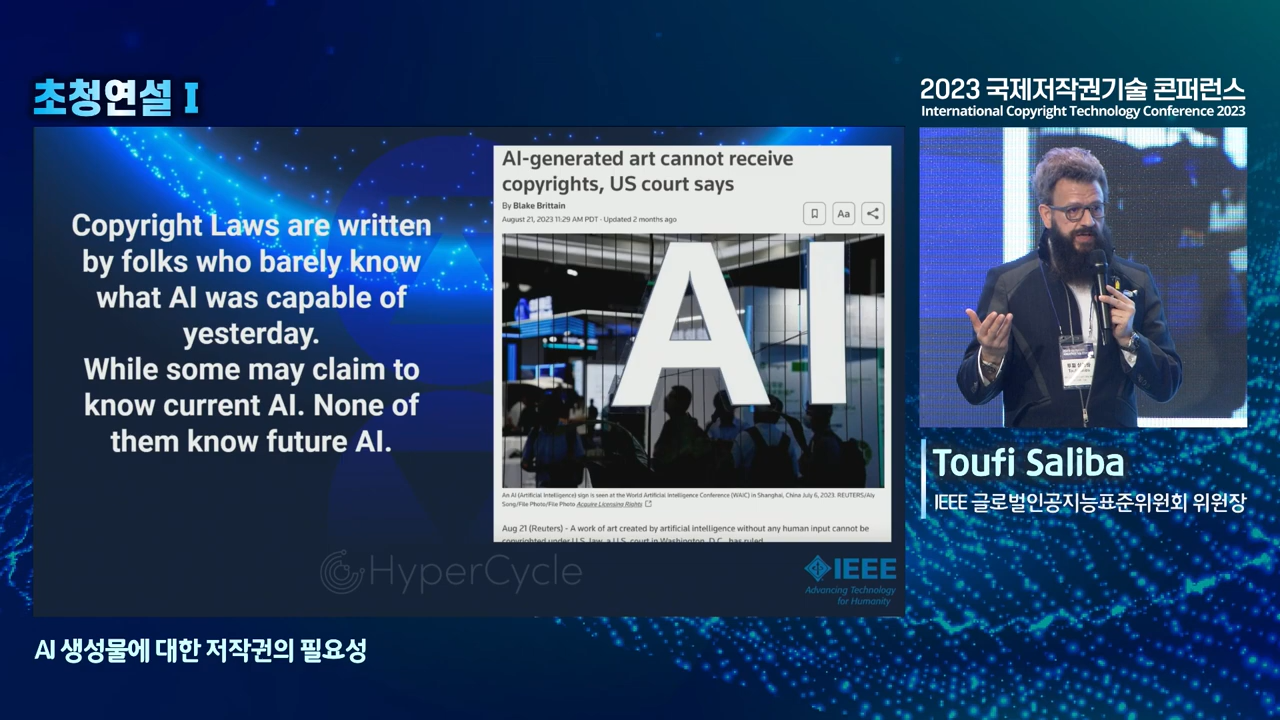 초청연설 I
2023 국제저작권기술 콘퍼런스
International Copyright Technology Conference 2023
Copyright Laws are written
by folks who barely know
what AI was capable of
yesterday.
While some may claim to
know current AI. None of
them know future AI.
AI-generated art cannot receive
copyrights, US court says
By Blake Brittain
August 21, 2023 11:29 AM PDT · Updated 2 months ago
Aa
AI
An AI (Artificial Intelligence) sign is seen at the World Artificial Intelligence Conference (WAIC) in Shanghai, China July 6, 2023. REUTERS/Aly
Song/File Photo/File Photo Acquire Licensing Rights
Aug 21 (Reuters) - A work of art created by artificial intelligence without any human input cannot be
copyrighted under U.S. law, a U.S. court in Washington, D.C., has ruled
HyperCycle
IEEE
Advancing Technology
for Humanity
Toufi Saliba
IEEE 글로벌인공지능표준위원회 위원장
AI 생성물에 대한 저작권의 필요성